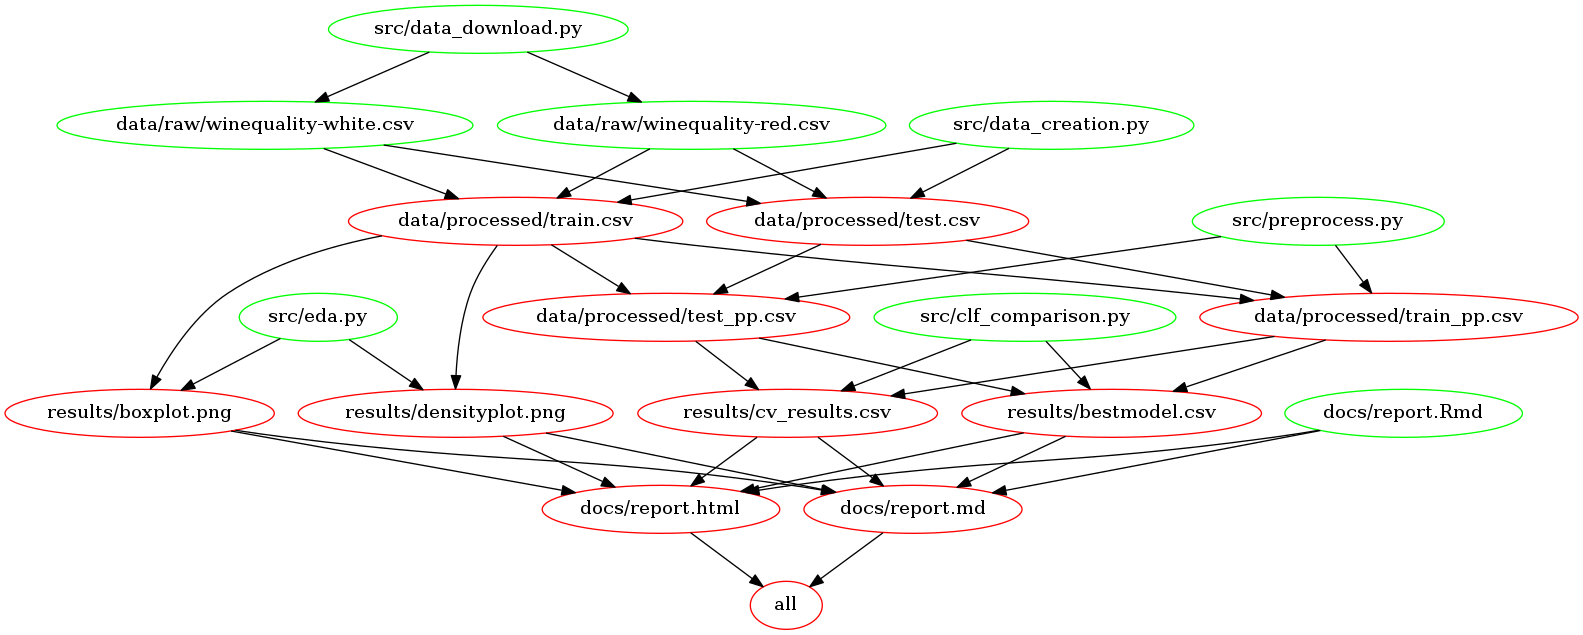 src/data_download.py
data/raw/winequality-white.csv
data/raw/winequality-red.csv
src/data_creation.py
data/processed/train.csv
data/processed/test.csv
src/preprocess.py
src/eda.py
data/processed/test_pp.csv
src/clf_comparison.py
data/processed/train_pp.csv
results/boxplot.png
results/densityplot.png
results/cv_results.csv
results/bestmodel.csv
docs/report.Rmd
docs/report.html
docs/report.md
all